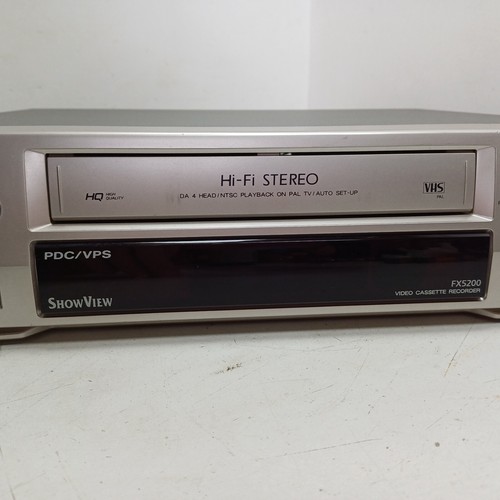 Hi-Fi STEREO
HQ HIGH QUALITY
DA 4 HEAD/NTSC PLAYBACK ON PAL TV/AUTO SET-UP
VHS
PAL
PDC/VPS
SHOWVIEW
FX5200
VIDEO CASSETTE RECORDER